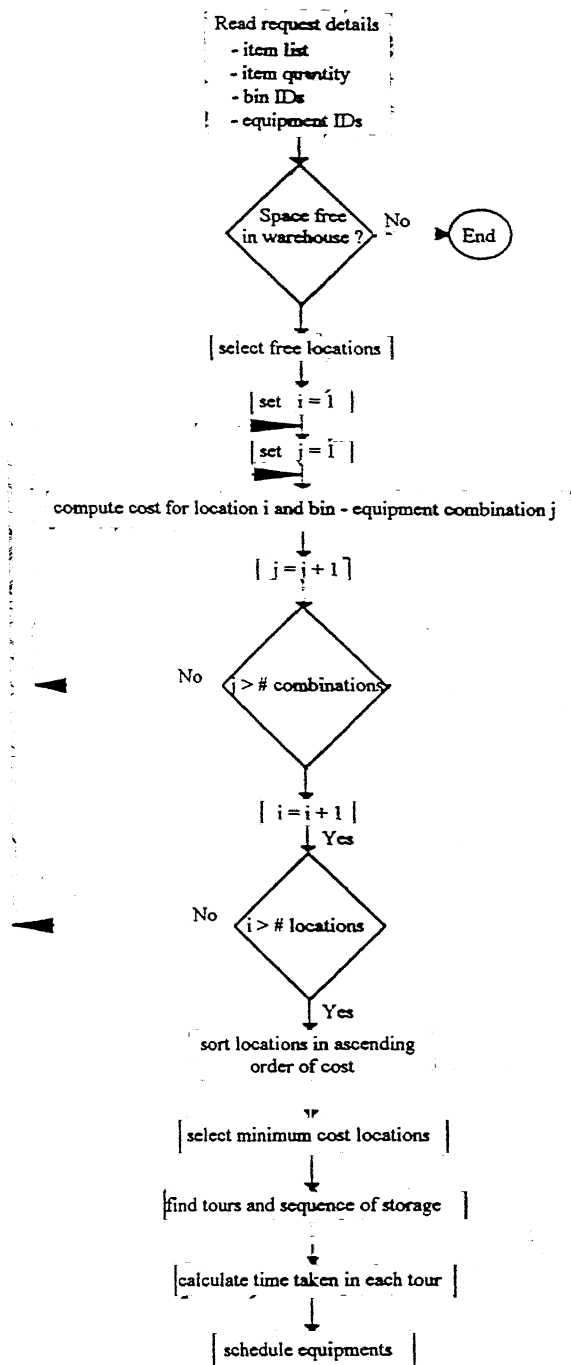 Read request details
- item list
- item quantity
- bin IDs
- equipment IDs
Space free
in warehouse ?
No
End
select free locations
set i = 1
set j = 1
compute cost for location i and bin - equipment combination j
j = j + 1
No
j > # combinations
i = i + 1
Yes
No
i > # locations
Yes
sort locations in ascending
order of cost
select minimum cost locations
find tours and sequence of storage
calculate time taken in each tour
schedule equipments